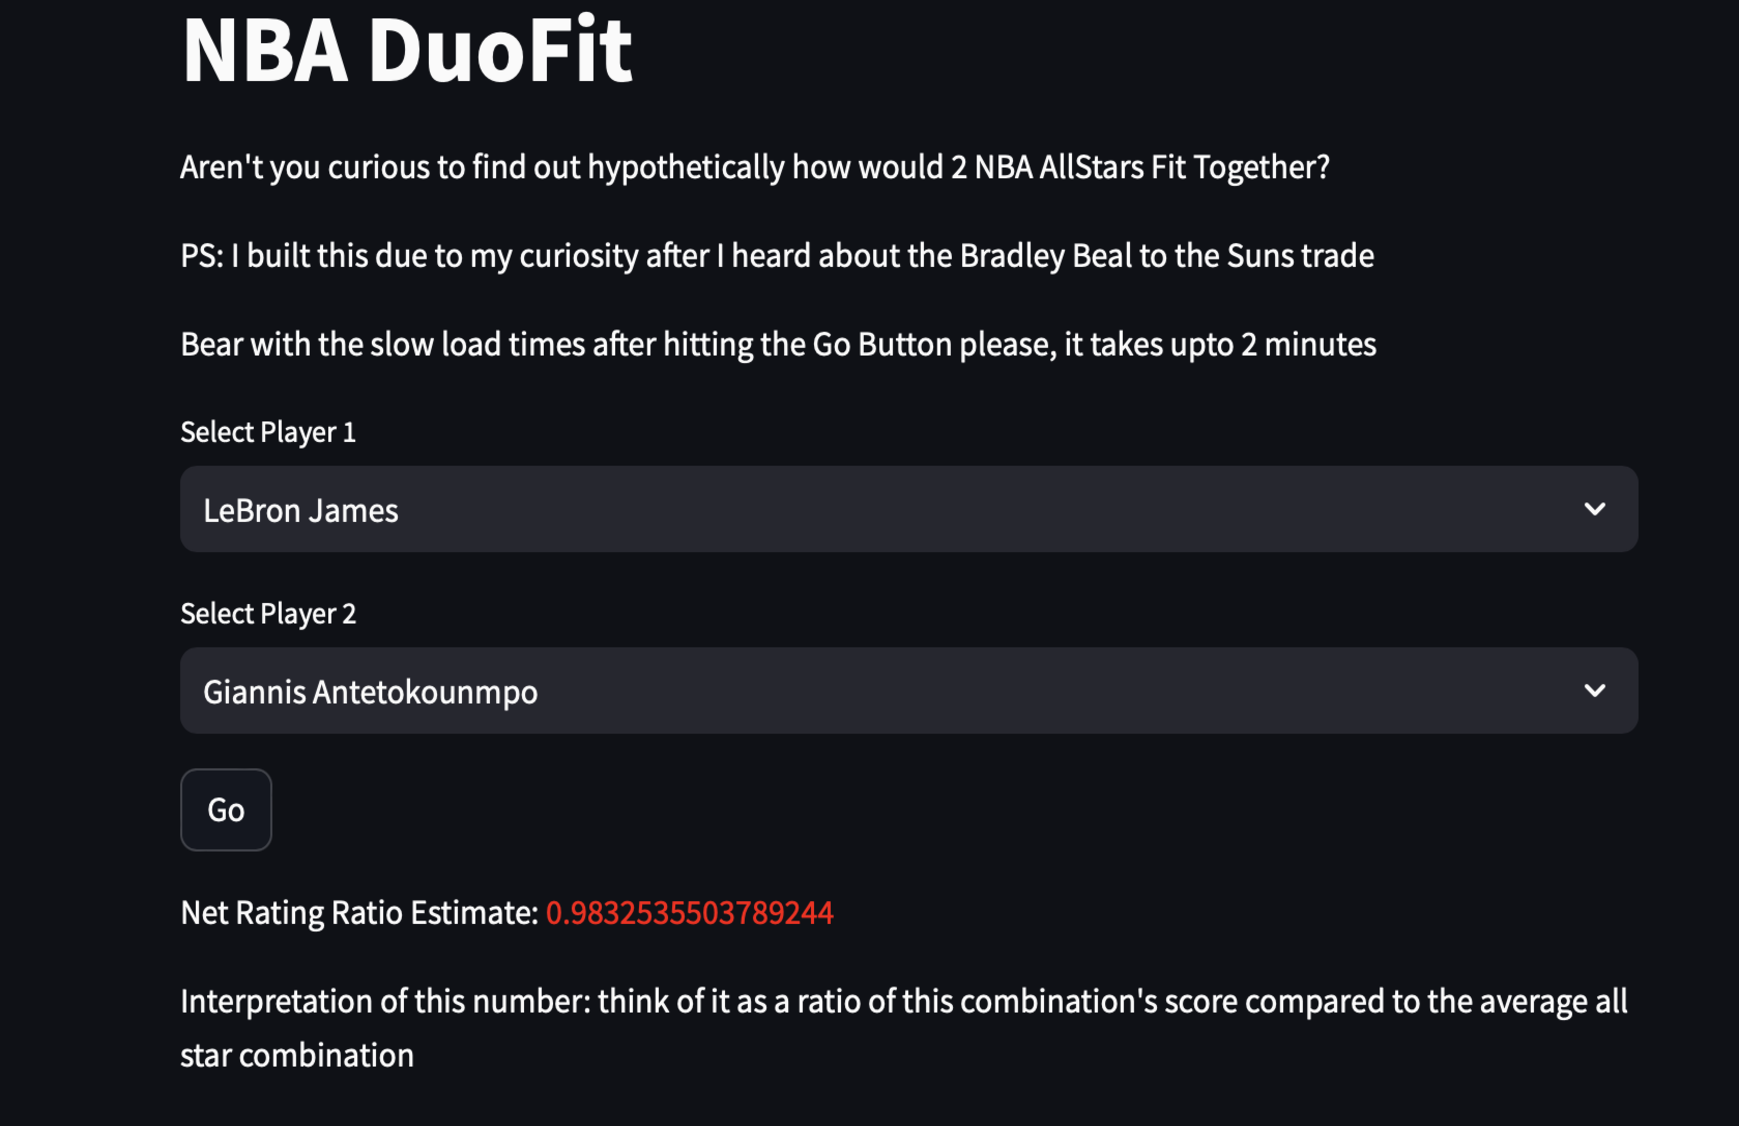 NBA DuoFit
Aren't you curious to find out hypothetically how would 2 NBA AllStars Fit Together?
PS: I built this due to my curiosity after I heard about the Bradley Beal to the Suns trade
Bear with the slow load times after hitting the Go Button please, it takes upto 2 minutes
Select Player 1
LeBron James
Select Player 2
Giannis Antetokounmpo
Go
Net Rating Ratio Estimate: 0.9832535503789244
Interpretation of this number: think of it as a ratio of this combination's score compared to the average all
star combination